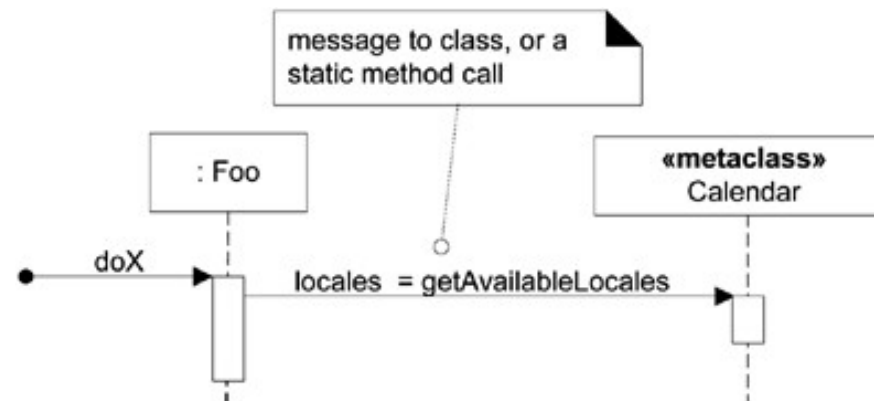 message to class, or a
static method call
: Foo
«metaclass»
Calendar
doX
locales = getAvailableLocales